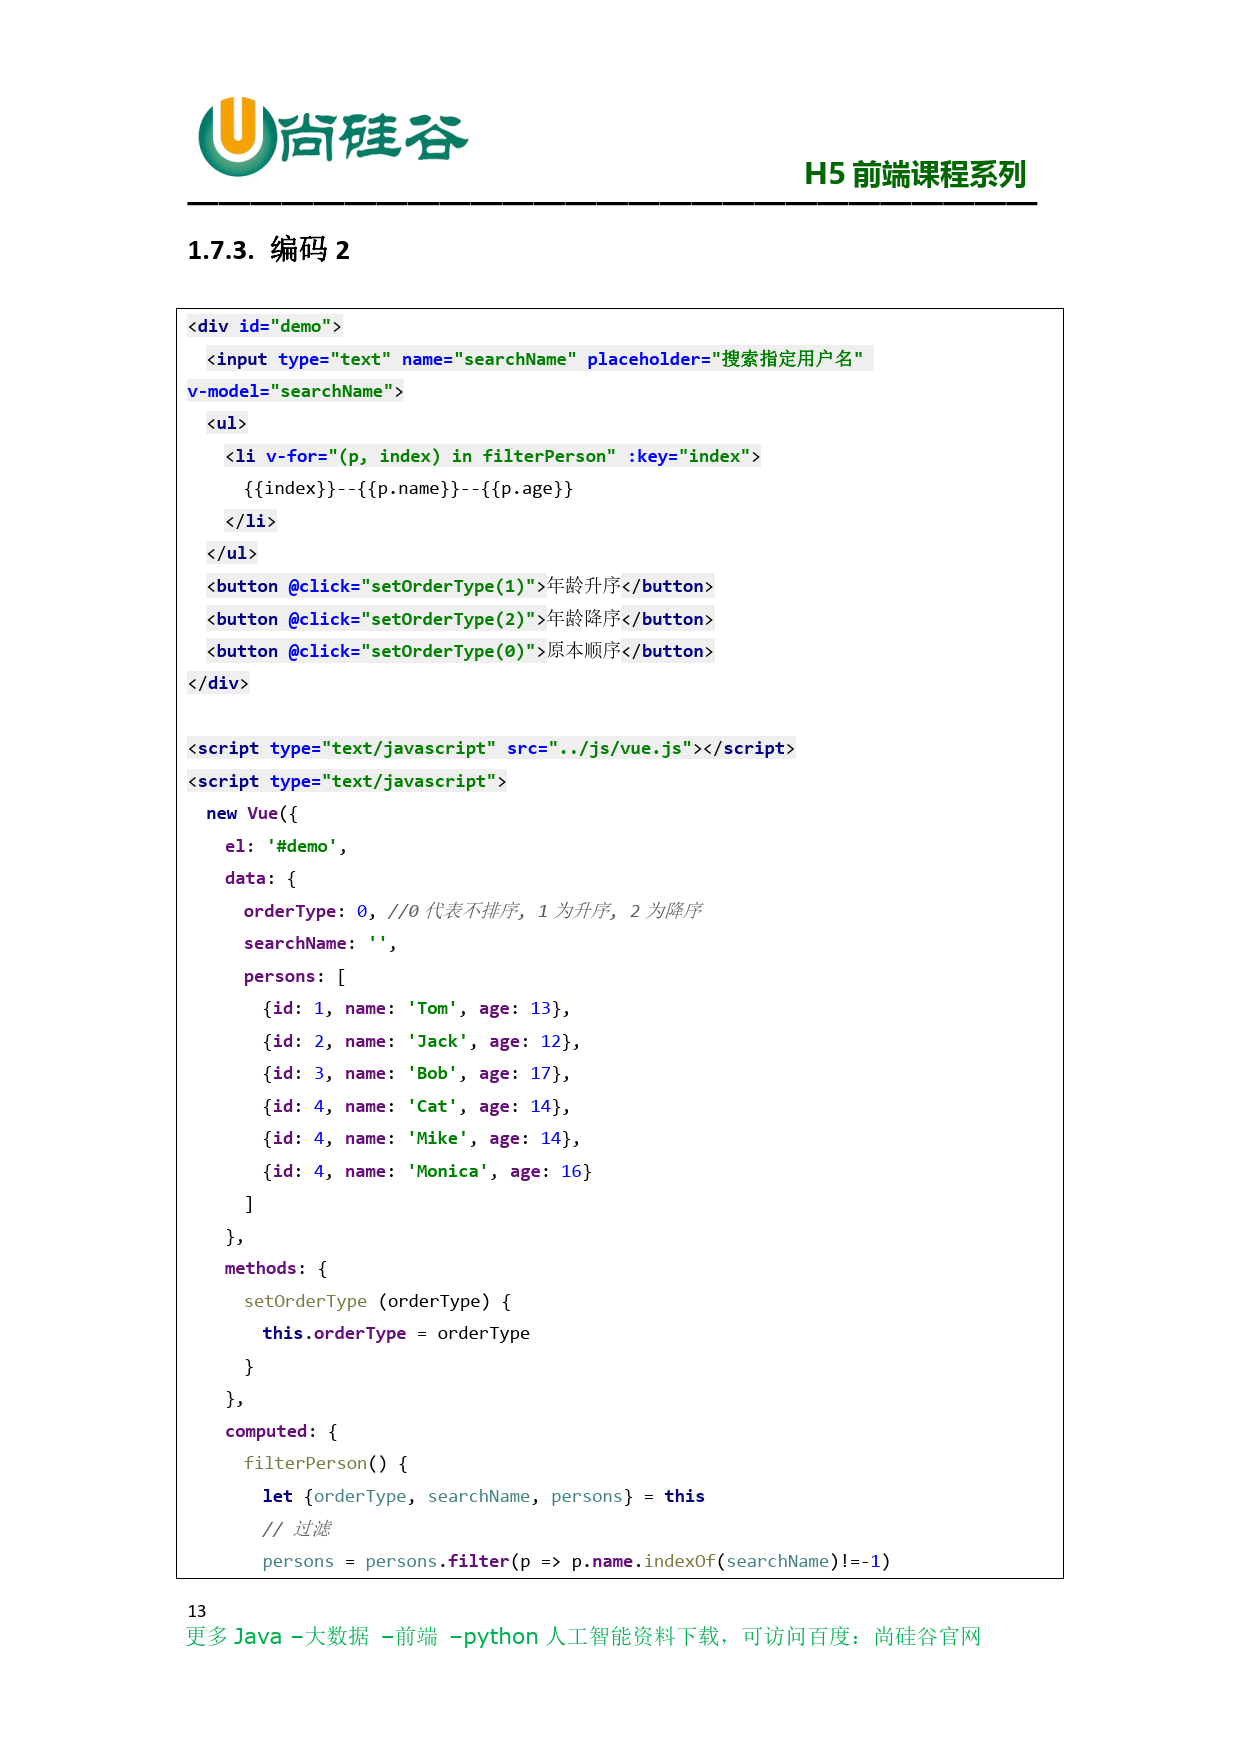 尚硅谷
H5 前端课程系列
1.7.3. 编码 2
<div id="demo">
  <input type="text" name="searchName" placeholder="搜索指定用户名"
v-model="searchName">
  <ul>
    <li v-for="(p, index) in filterPerson" :key="index">
      {{index}}--{{p.name}}--{{p.age}}
    </li>
  </ul>
  <button @click="setOrderType(1)">年龄升序</button>
  <button @click="setOrderType(2)">年龄降序</button>
  <button @click="setOrderType(0)">原本顺序</button>
</div>
<script type="text/javascript" src="../js/vue.js"></script>
<script type="text/javascript">
  new Vue({
    el: '#demo',
    data: {
      orderType: 0, //0 代表不排序, 1 为升序, 2 为降序
      searchName: '',
      persons: [
        {id: 1, name: 'Tom', age: 13},
        {id: 2, name: 'Jack', age: 12},
        {id: 3, name: 'Bob', age: 17},
        {id: 4, name: 'Cat', age: 14},
        {id: 4, name: 'Mike', age: 14},
        {id: 4, name: 'Monica', age: 16}
      ]
    },
    methods: {
      setOrderType (orderType) {
        this.orderType = orderType
      }
    },
    computed: {
      filterPerson() {
        let {orderType, searchName, persons} = this
        // 过滤
        persons = persons.filter(p => p.name.indexOf(searchName)!==-1)
13
更多 Java –大数据 –前端 –python 人工智能资料下载，可访问百度：尚硅谷官网